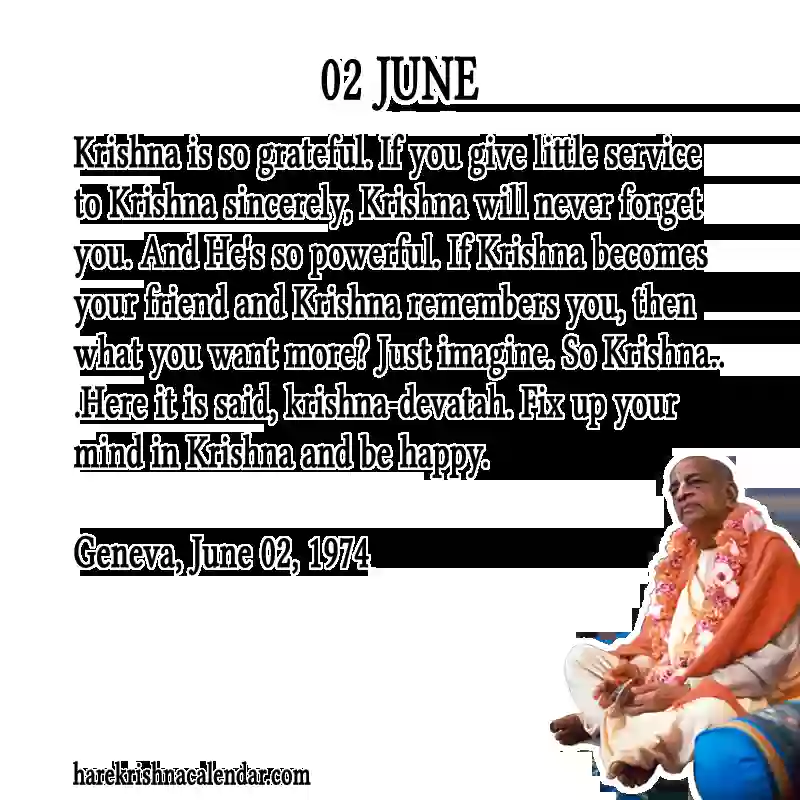 02 JUNE
Krishna is so grateful. If you give little service
to Krishna sincerely, Krishna will never forget
you. And He's so powerful. If Krishna becomes
your friend and Krishna remembers you, then
what you want more? Just imagine. So Krishna..
.Here it is said, krishna-devatah. Fix up your
mind in Krishna and be happy.
Geneva, June 02, 1974
harekrishnacalendar.com